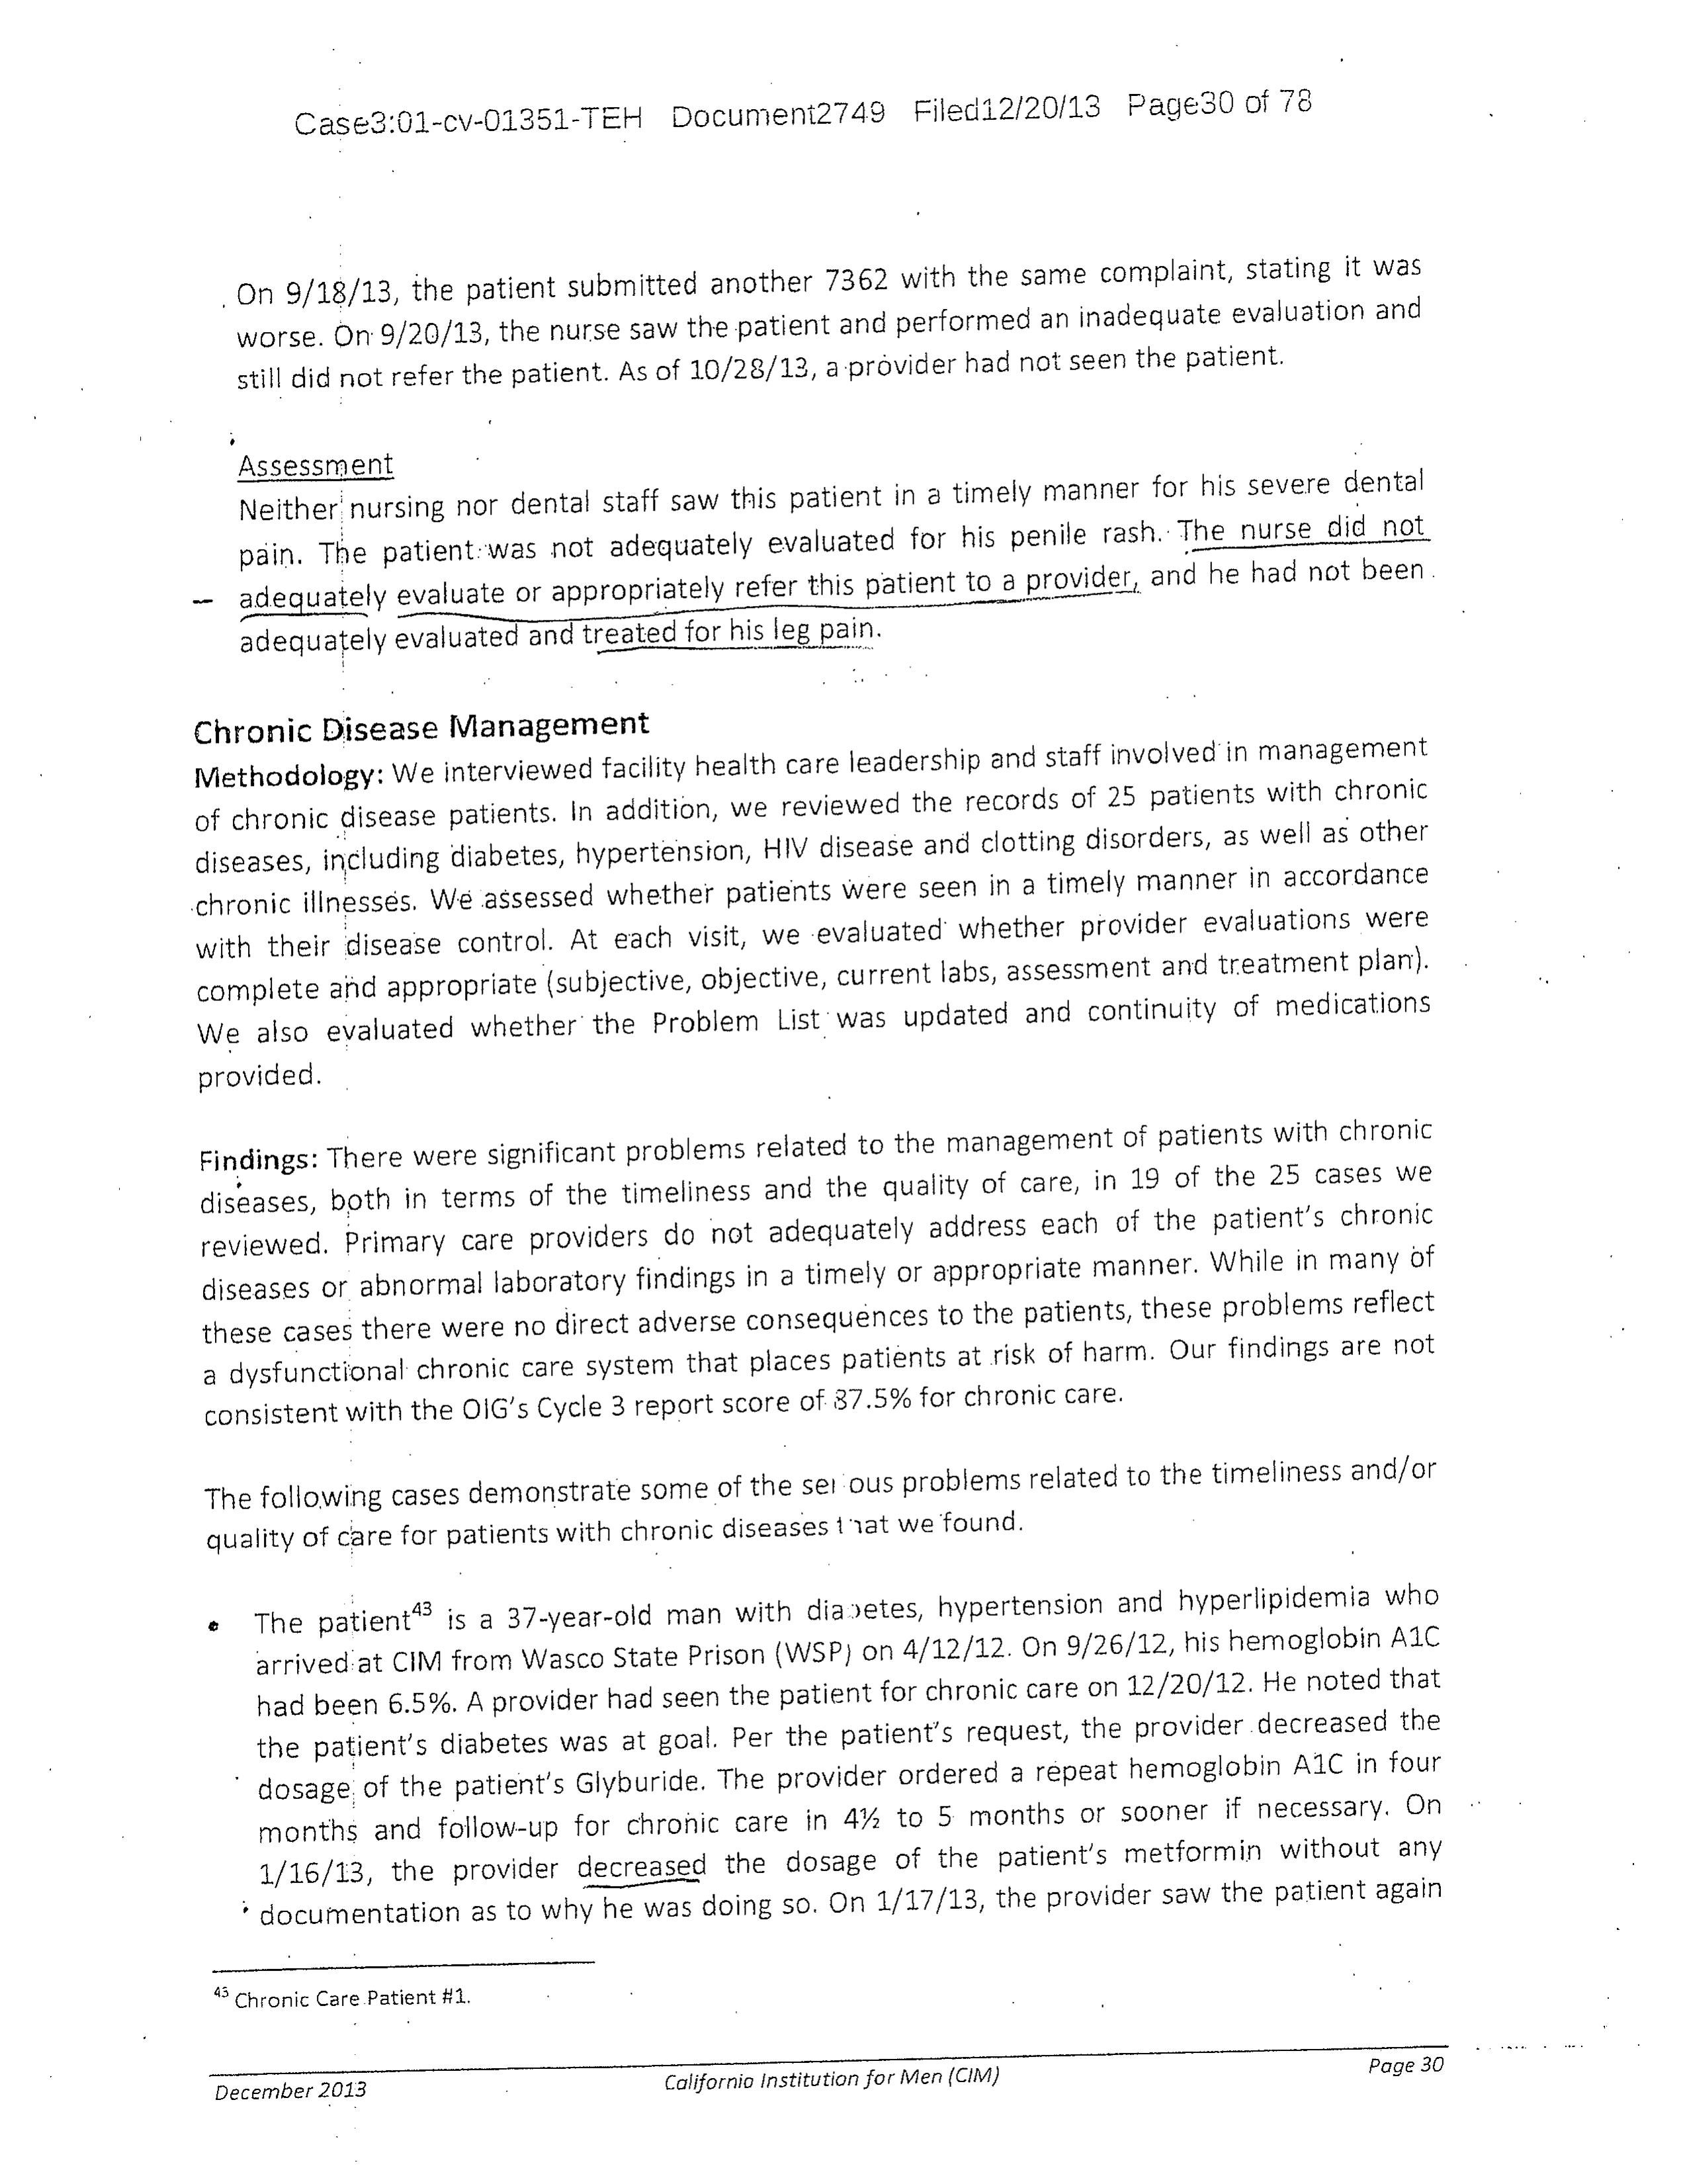 Case3:01-cv-01351-TEH Document2749 Filed12/20/13 Page30 of 78
On 9/18/13, the patient submitted another 7362 with the same complaint, stating it was
worse. On 9/20/13, the nurse saw the patient and performed an inadequate evaluation and
still did not refer the patient. As of 10/28/13, a provider had not seen the patient.
Assessment
Neither nursing nor dental staff saw this patient in a timely manner for his severe dental
pain. The patient was not adequately evaluated for his penile rash. The nurse did not
adequately evaluate or appropriately refer this patient to a provider, and he had not been
adequately evaluated and treated for his leg pain.
Chronic Disease Management
Methodology: We interviewed facility health care leadership and staff involved in management
of chronic disease patients. In addition, we reviewed the records of 25 patients with chronic
diseases, including diabetes, hypertension, HIV disease and clotting disorders, as well as other
chronic illnesses. We assessed whether patients were seen in a timely manner in accordance
with their disease control. At each visit, we evaluated whether provider evaluations were
complete and appropriate (subjective, objective, current labs, assessment and treatment plan).
We also evaluated whether the Problem List was updated and continuity of medications
provided.
Findings: There were significant problems related to the management of patients with chronic
diseases, both in terms of the timeliness and the quality of care, in 19 of the 25 cases we
reviewed. Primary care providers do not adequately address each of the patient's chronic
diseases or abnormal laboratory findings in a timely or appropriate manner. While in many of
these cases there were no direct adverse consequences to the patients, these problems reflect
a dysfunctional chronic care system that places patients at risk of harm. Our findings are not
consistent with the OIG's Cycle 3 report score of 87.5% for chronic care.
The following cases demonstrate some of the serious problems related to the timeliness and/or
quality of care for patients with chronic diseases that we found.
• The patient43 is a 37-year-old man with diabetes, hypertension and hyperlipidemia who
arrived at CIM from Wasco State Prison (WSP) on 4/12/12. On 9/26/12, his hemoglobin A1C
had been 6.5%. A provider had seen the patient for chronic care on 12/20/12. He noted that
the patient's diabetes was at goal. Per the patient's request, the provider decreased the
dosage of the patient's Glyburide. The provider ordered a repeat hemoglobin A1C in four
months and follow-up for chronic care in 4½ to 5 months or sooner if necessary. On
1/16/13, the provider decreased the dosage of the patient's metformin without any
documentation as to why he was doing so. On 1/17/13, the provider saw the patient again
43 Chronic Care Patient #1.
December 2013 California Institution for Men (CIM) Page 30